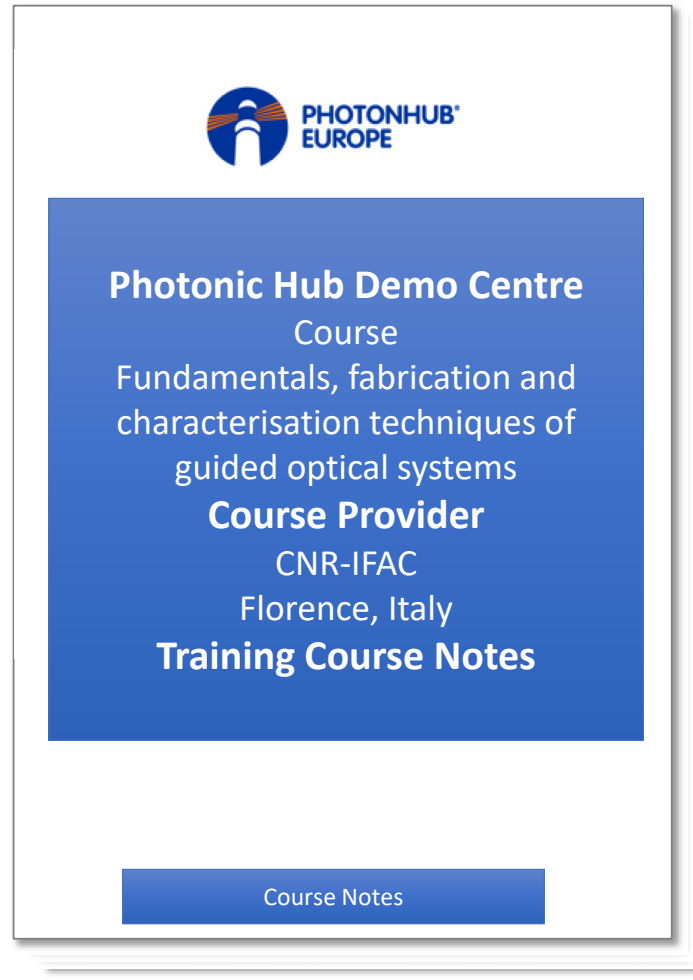 PHOTONHUB®
EUROPE
Photonic Hub Demo Centre
Course
Fundamentals, fabrication and
characterisation techniques of
guided optical systems
Course Provider
CNR-IFAC
Florence, Italy
Training Course Notes
Course Notes